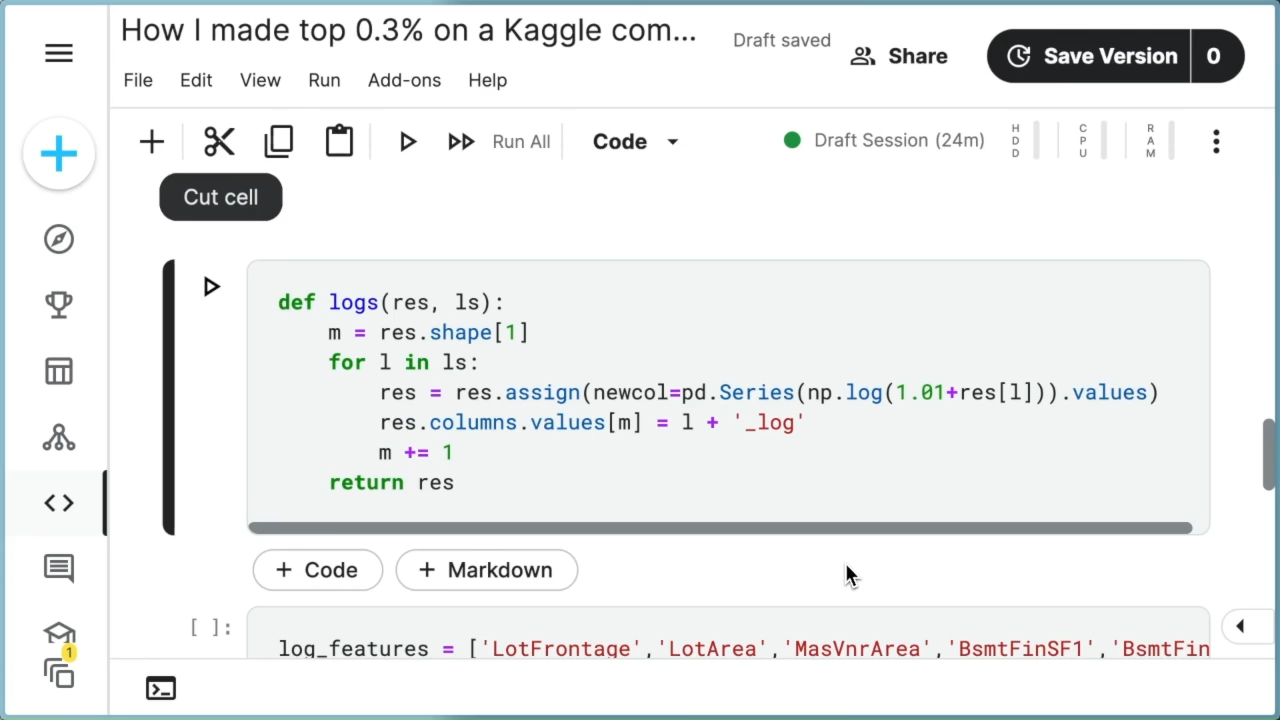 How I made top 0.3% on a Kaggle com...
Draft saved
Share
Save Version
0
File Edit View Run Add-ons Help
Run All
Code
Draft Session (24m)
HDD
CPU
RAM
Cut cell
def logs(res, ls):
    m = res.shape[1]
    for l in ls:
        res = res.assign(newcol=pd.Series(np.log(1.01+res[l])).values)
        res.columns.values[m] = l + '_log'
        m += 1
    return res
+ Code
+ Markdown
[ ]:
log_features = ['LotFrontage','LotArea','MasVnrArea','BsmtFinSF1','BsmtFin
1